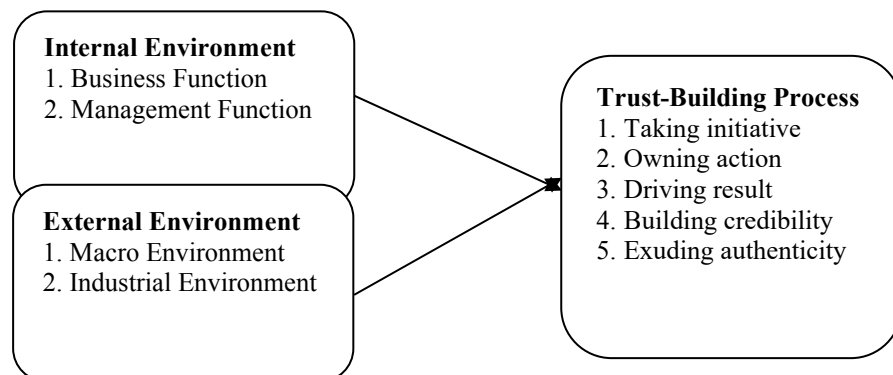 Internal Environment
1. Business Function
2. Management Function
External Environment
1. Macro Environment
2. Industrial Environment
Trust-Building Process
1. Taking initiative
2. Owning action
3. Driving result
4. Building credibility
5. Exuding authenticity